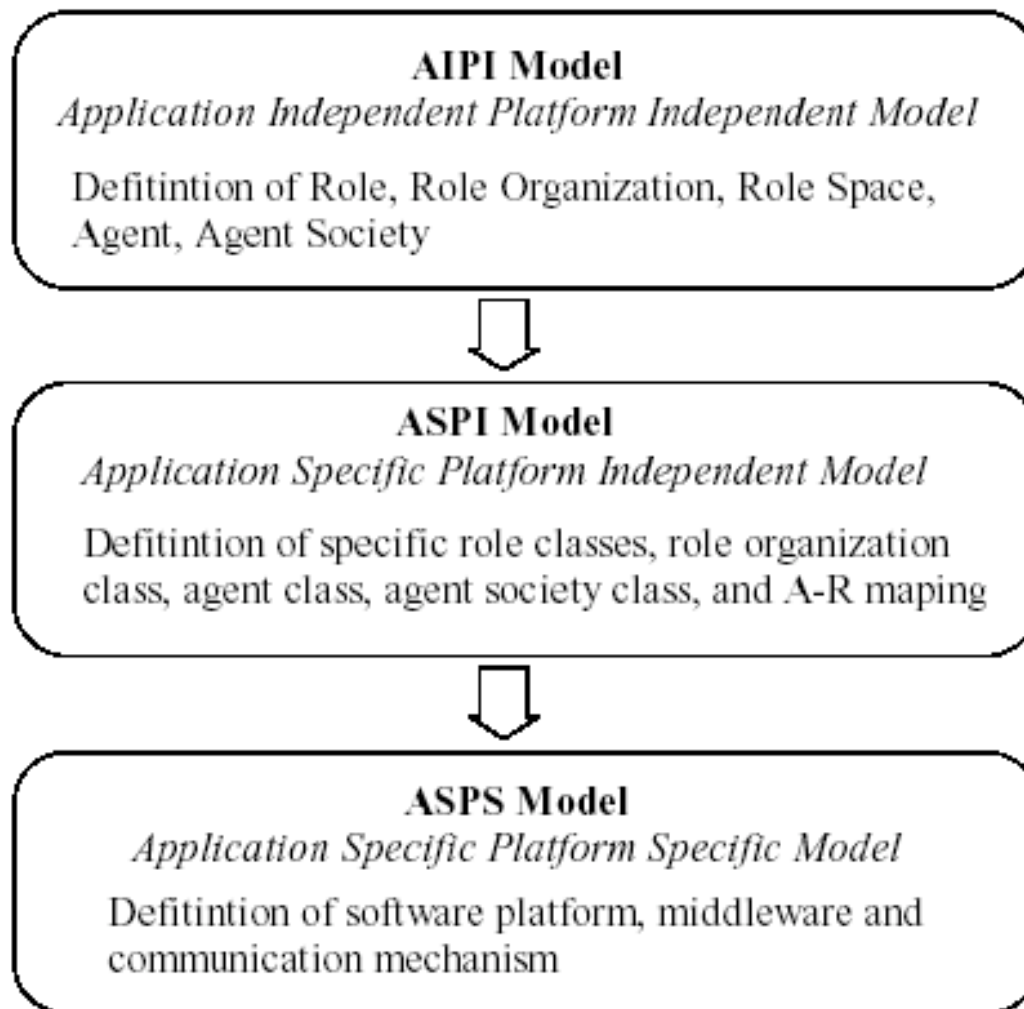 AIPI Model
Application Independent Platform Independent Model
Defitintion of Role, Role Organization, Role Space,
Agent, Agent Society
ASPI Model
Application Specific Platform Independent Model
Defitintion of specific role classes, role organization
class, agent class, agent society class, and A-R maping
ASPS Model
Application Specific Platform Specific Model
Defitintion of software platform, middleware and
communication mechanism